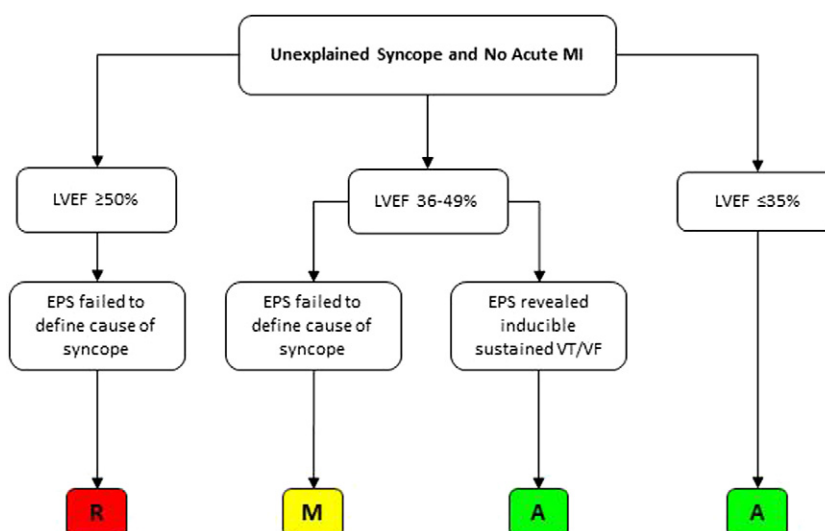 Unexplained Syncope and No Acute MI
LVEF ≥50%
LVEF 36-49%
LVEF ≤35%
EPS failed to
define cause of
syncope
EPS failed to
define cause of
syncope
EPS revealed
inducible
sustained VT/VF
R
M
A
A